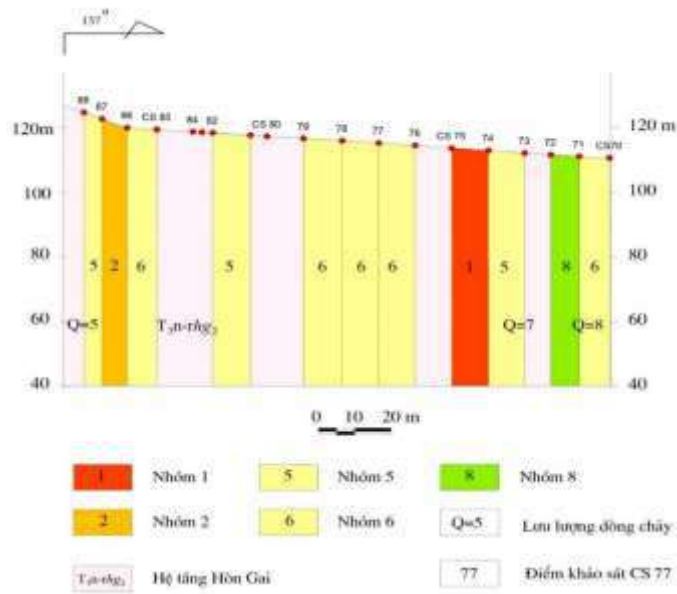 157°
88 87 86 CS 85 84 82 CS 80 79 78 77 76 CS 75 74 73 72 71 CS70
120m 120 m
100 100
80 80
5 2 6 5 6 6 6 1 5 8 6
60 60
Q=5 T₃n-rhg₂ Q=7 Q=8
40 40
0 10 20 m
1 Nhóm 1 5 Nhóm 5 8 Nhóm 8
2 Nhóm 2 6 Nhóm 6 Q=5 Lưu lượng dòng chảy
T₃n-rhg₂ Hệ tầng Hòn Gai 77 Điểm khảo sát CS 77